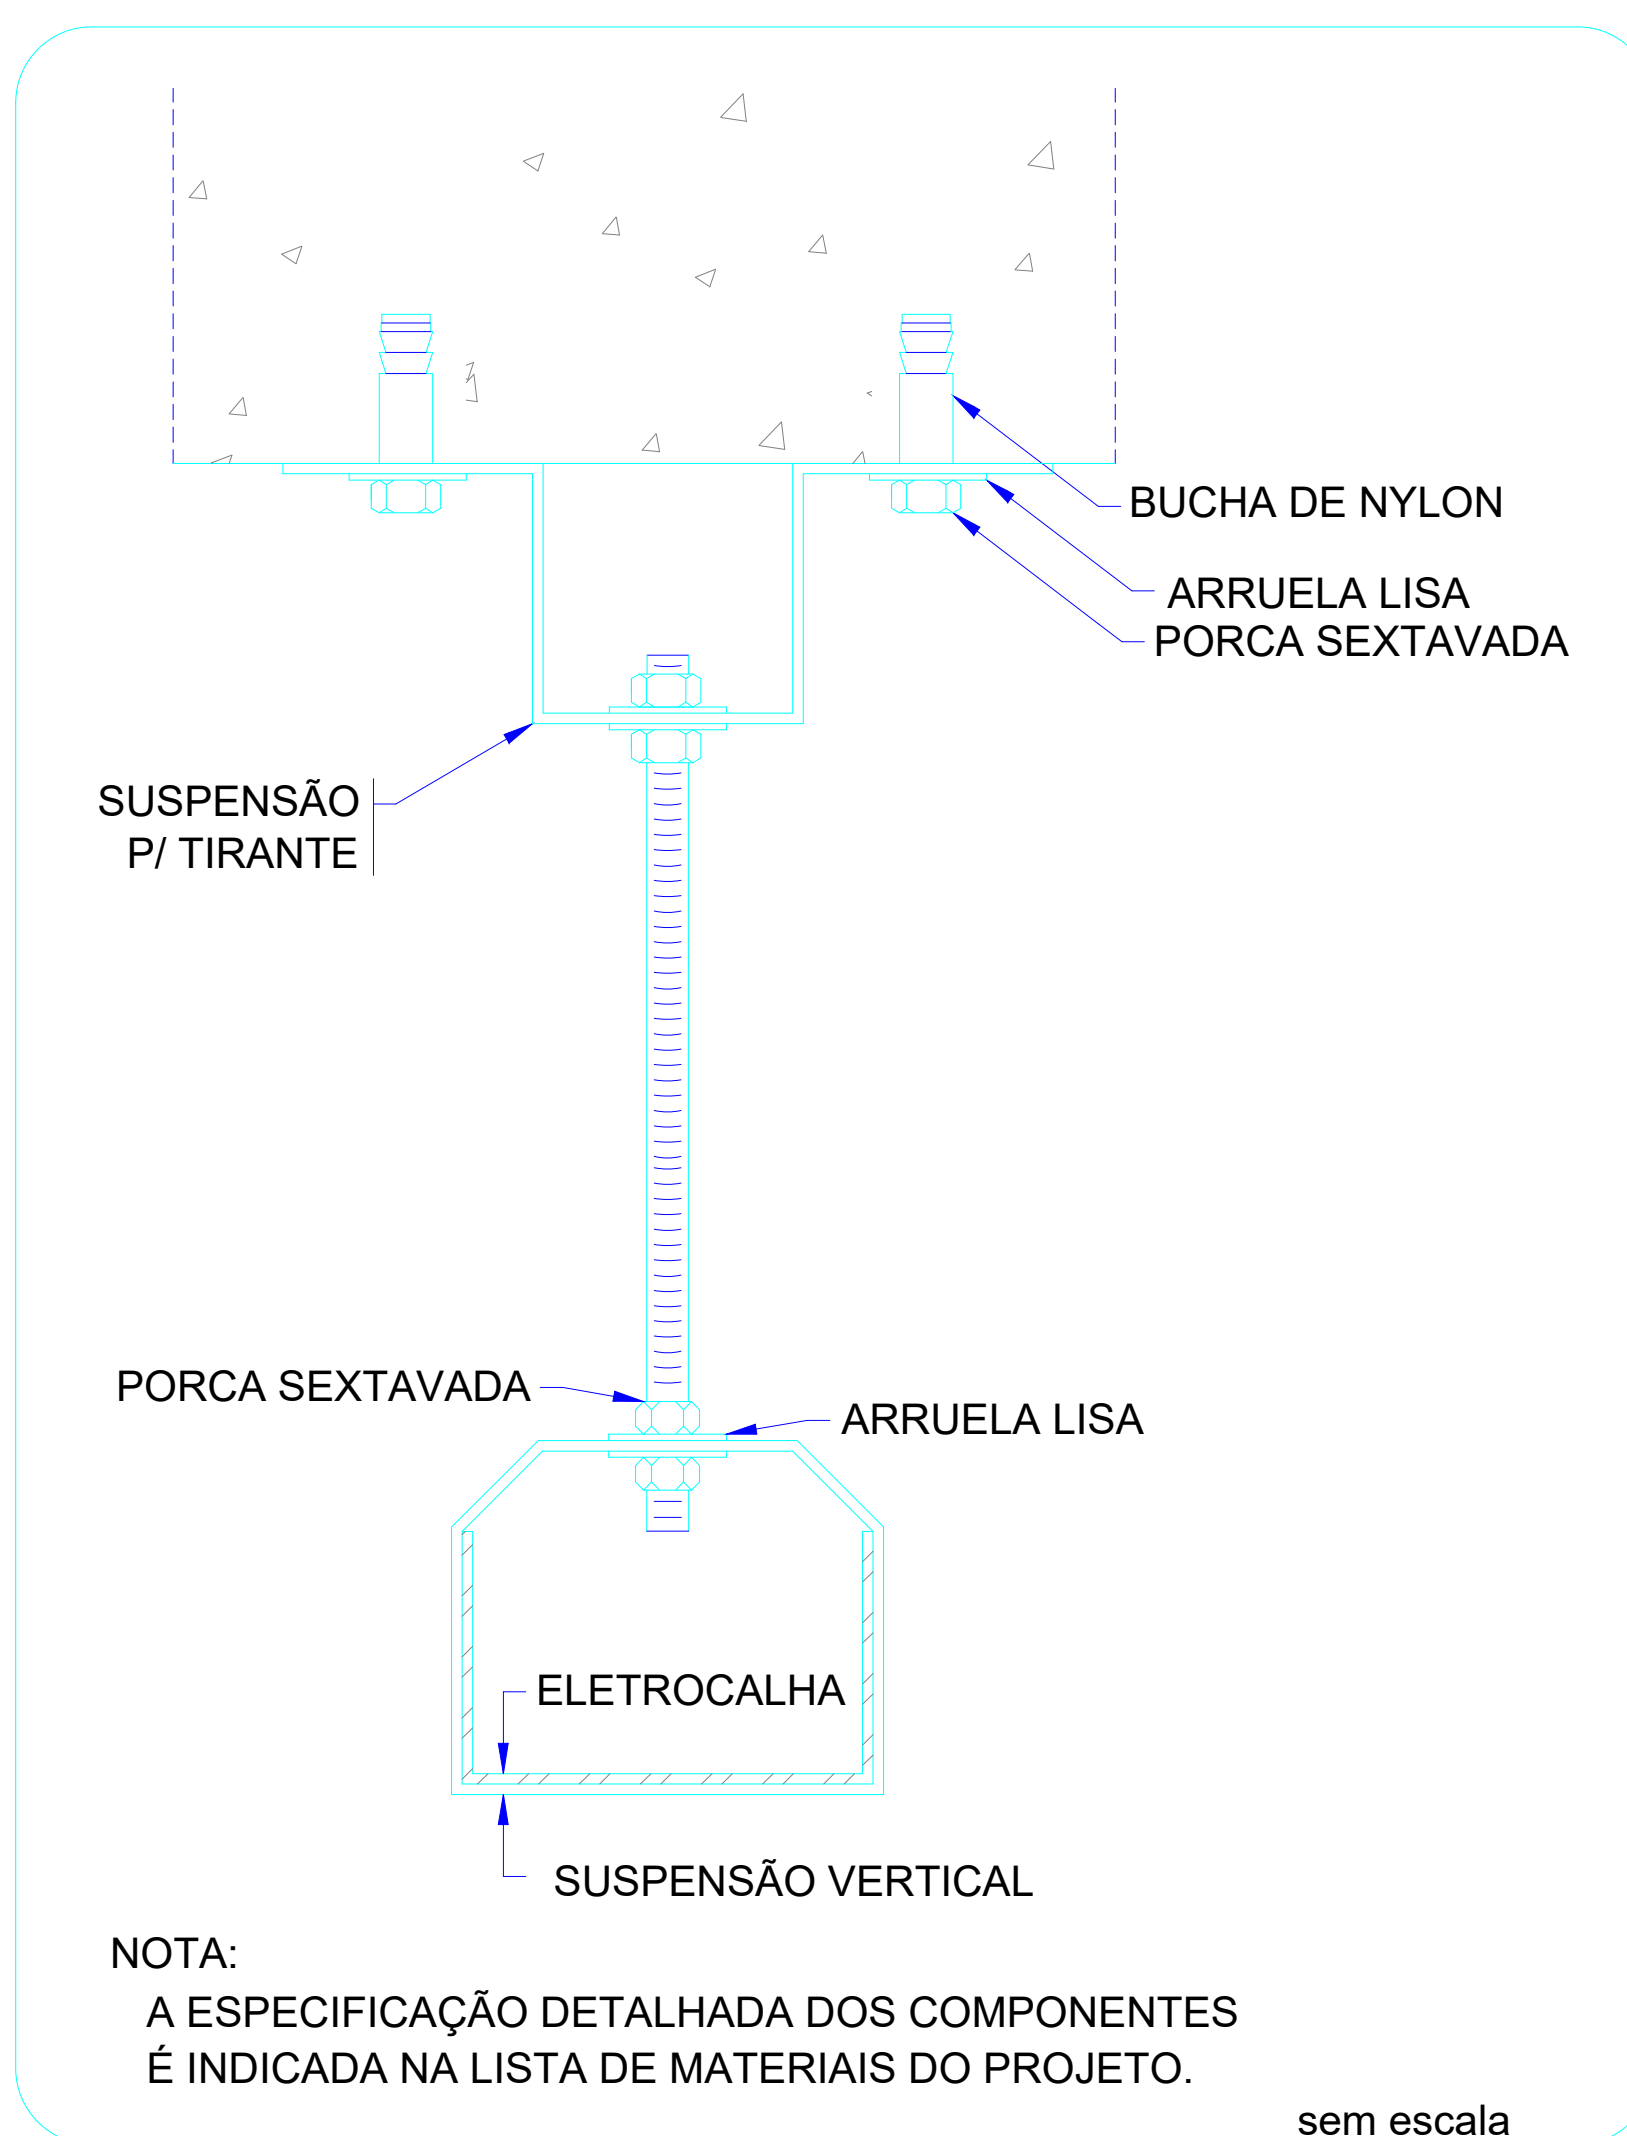 BUCHA DE NYLON
ARRUELA LISA
PORCA SEXTAVADA
SUSPENSÃO
P/ TIRANTE
PORCA SEXTAVADA
ARRUELA LISA
ELETROCALHA
SUSPENSÃO VERTICAL
NOTA:
A ESPECIFICAÇÃO DETALHADA DOS COMPONENTES
É INDICADA NA LISTA DE MATERIAIS DO PROJETO.
sem escala